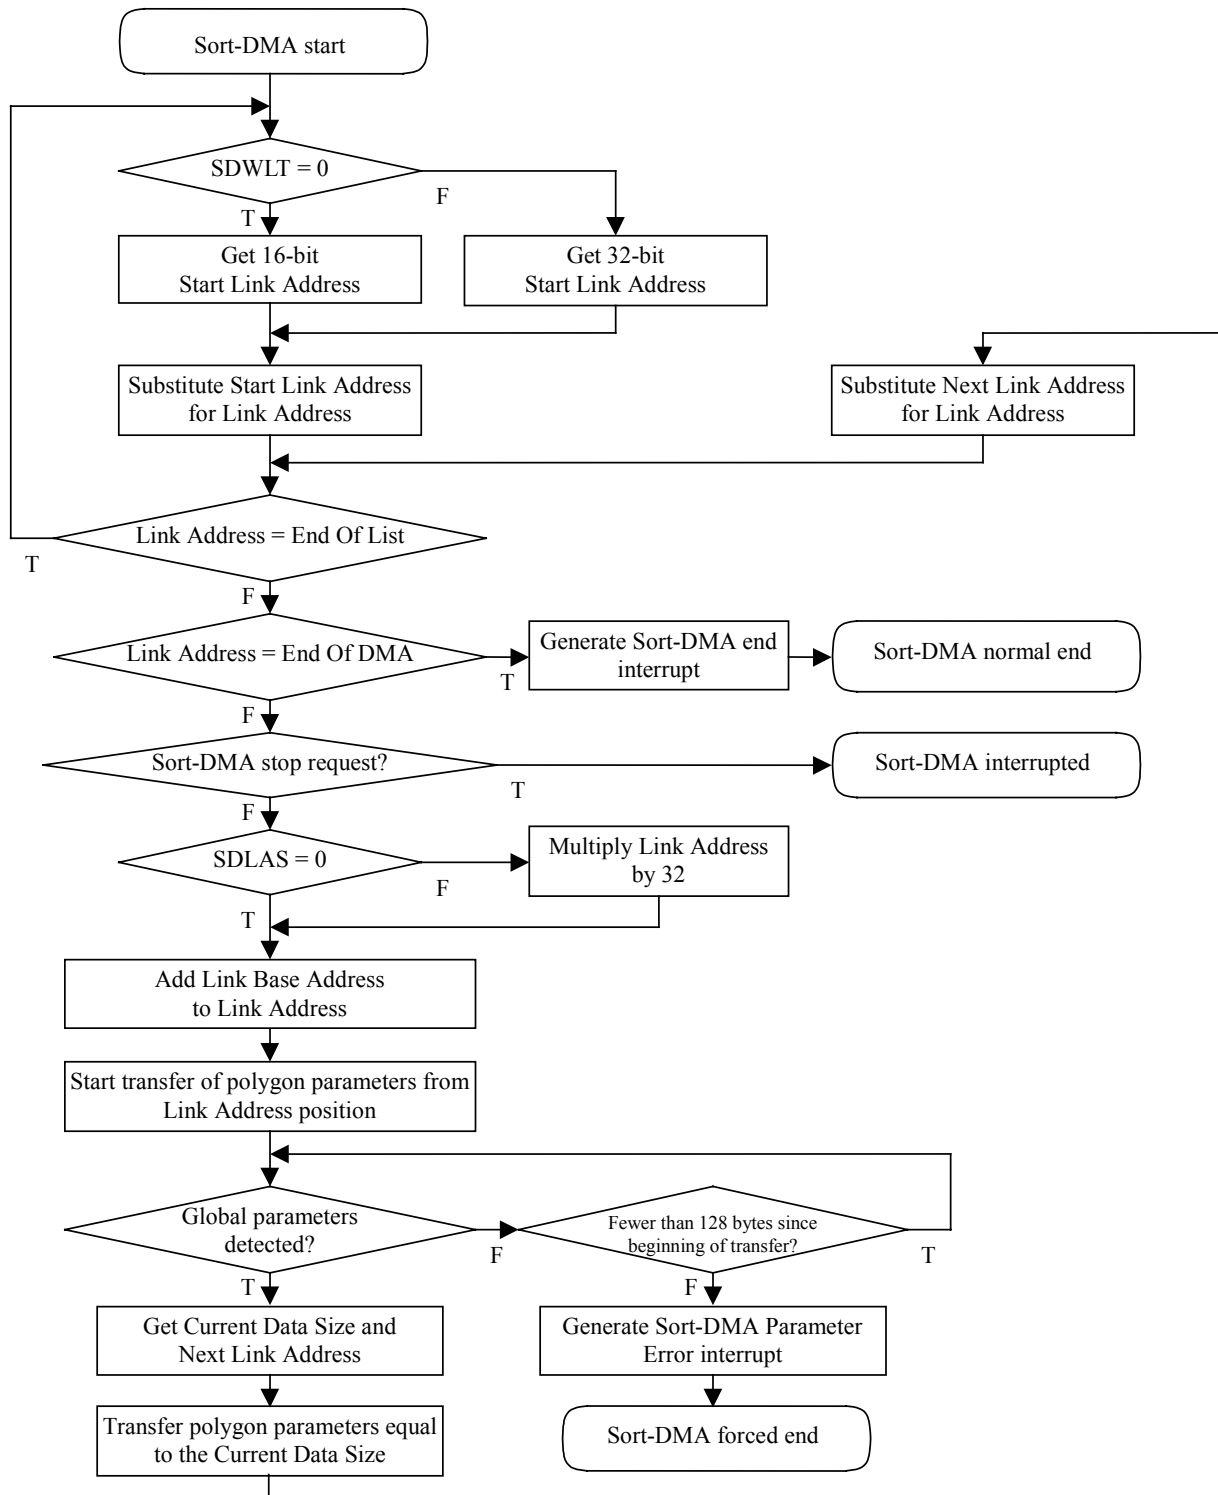 Sort-DMA start
SDWLT = 0
F
T
Get 16-bit
Start Link Address
Get 32-bit
Start Link Address
Substitute Start Link Address
for Link Address
Substitute Next Link Address
for Link Address
Link Address = End Of List
T
F
Link Address = End Of DMA
T
Generate Sort-DMA end
interrupt
Sort-DMA normal end
F
Sort-DMA stop request?
T
Sort-DMA interrupted
F
SDLAS = 0
F
Multiply Link Address
by 32
T
Add Link Base Address
to Link Address
Start transfer of polygon parameters from
Link Address position
Global parameters
detected?
F
Fewer than 128 bytes since
beginning of transfer?
T
T
F
Get Current Data Size and
Next Link Address
Generate Sort-DMA Parameter
Error interrupt
Transfer polygon parameters equal
to the Current Data Size
Sort-DMA forced end